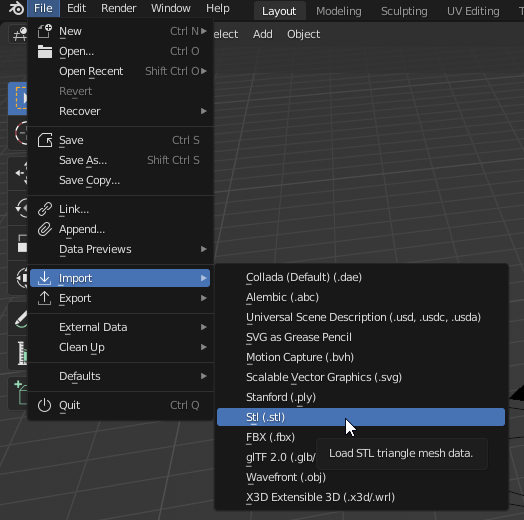 File Edit Render Window Help Layout Modeling Sculpting UV Editing
elect Add Object
New Ctrl N
Open... Ctrl O
Open Recent Shift Ctrl O
Revert
Recover
Save Ctrl S
Save As... Shift Ctrl S
Save Copy...
Link...
Append...
Data Previews
Import
Export
External Data
Clean Up
Defaults
Quit Ctrl Q
Collada (Default) (.dae)
Alembic (.abc)
Universal Scene Description (.usd, .usdc, .usda)
SVG as Grease Pencil
Motion Capture (.bvh)
Scalable Vector Graphics (.svg)
Stanford (.ply)
Stl (.stl)
FBX (.fbx)
glTF 2.0 (.glb/
Load STL triangle mesh data.
Wavefront (.obj)
X3D Extensible 3D (.x3d/.wrl)